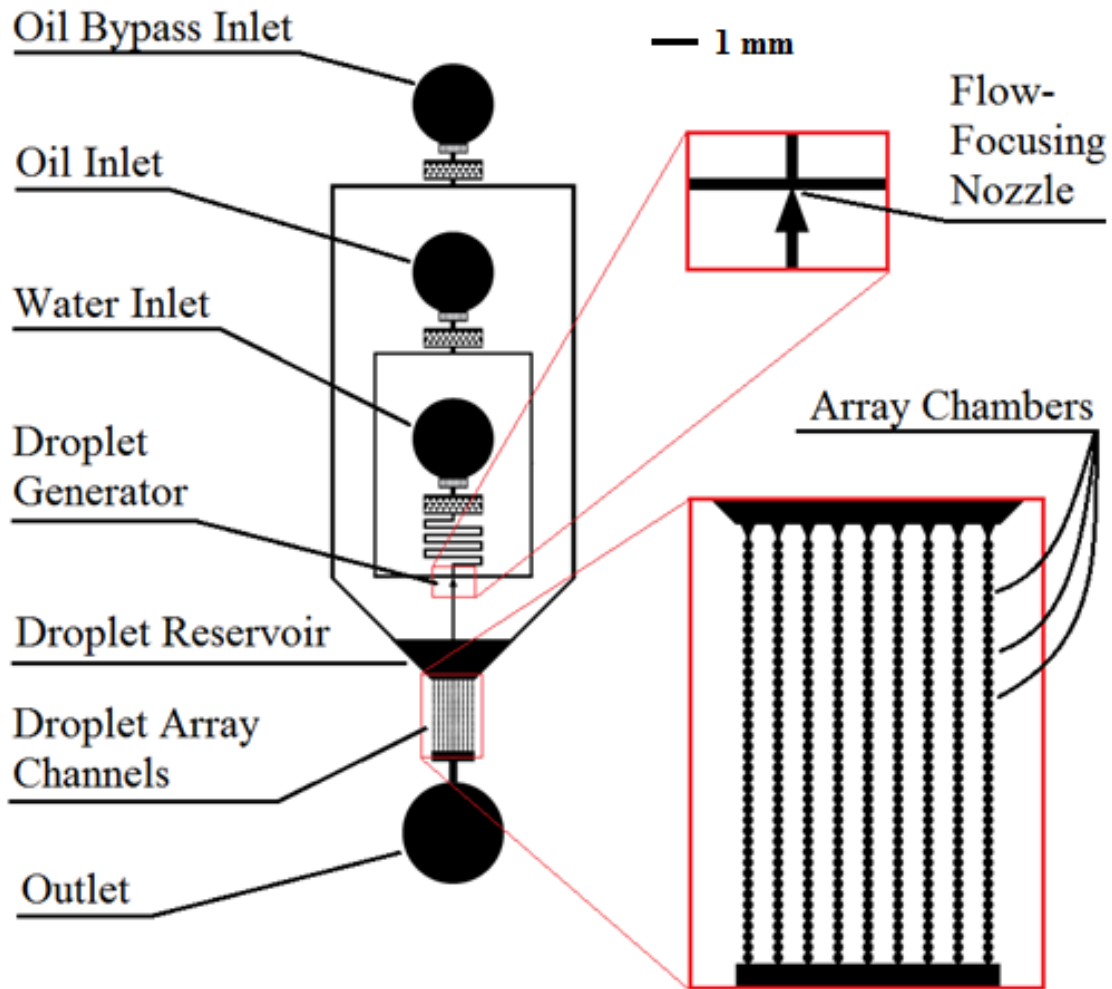 Oil Bypass Inlet
1 mm
Flow-
Focusing
Nozzle
Oil Inlet
Water Inlet
Array Chambers
Droplet
Generator
Droplet Reservoir
Droplet Array
Channels
Outlet